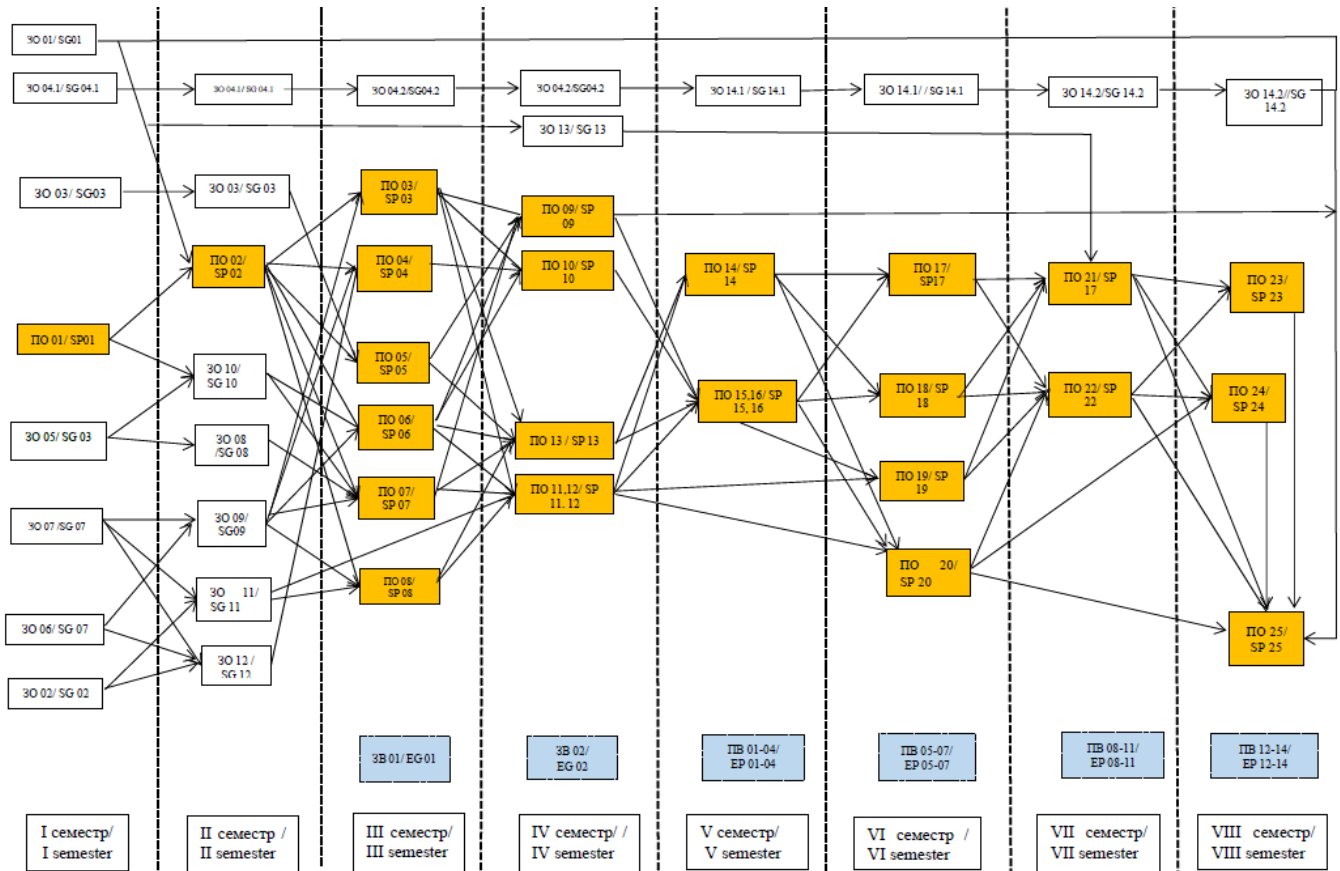 ЗО 01/ SG01
ЗО 04.1/ SG 04.1
ЗО 04.1/ SG 04.1
ЗО 04.2/SG04.2
ЗО 04.2/SG04.2
ЗО 14.1 / SG 14.1
ЗО 14.1/ / SG 14.1
ЗО 14.2/SG 14.2
ЗО 14.2//SG
14.2
ЗО 13/ SG 13
ЗО 03/ SG03
ЗО 03/ SG 03
ПО 03/
SP 03
ПО 09/ SP
09
ПО 02/
SP 02
ПО 04/
SP 04
ПО 10/ SP
10
ПО 14/ SP
14
ПО 17/
SP17
ПО 21/ SP
17
ПО 23/
SP 23
ПО 01/ SP01
ЗО 10/
SG 10
ПО 05/
SP 05
ПО 15,16/ SP
15, 16
ПО 18/ SP
18
ПО 22/ SP
22
ПО 24/
SP 24
ЗО 05/ SG 03
ЗО 08
/SG 08
ПО 06/
SP 06
ПО 13 / SP 13
ЗО 07 /SG 07
ЗО 09/
SG09
ПО 07/
SP 07
ПО 11,12/ SP
11. 12
ПО 19/ SP
19
ЗО 11/
SG 11
ПО 08/
SP 08
ПО 20/
SP 20
ЗО 06/ SG 07
ЗО 12 /
SG 12
ПО 25/
SP 25
ЗО 02/ SG 02
ЗВ 01/ EG 01
ЗВ 02/
EG 02
ПВ 01-04/
EP 01-04
ПВ 05-07/
EP 05-07
ПВ 08-11/
EP 08-11
ПВ 12-14/
EP 12-14
I семестр/
I semester
II семестр /
II semester
III семестр/
III semester
IV семестр/ /
IV semester
V семестр/
V semester
VI семестр /
VI semester
VII семестр/
VII semester
VIII семестр/
VIII semester